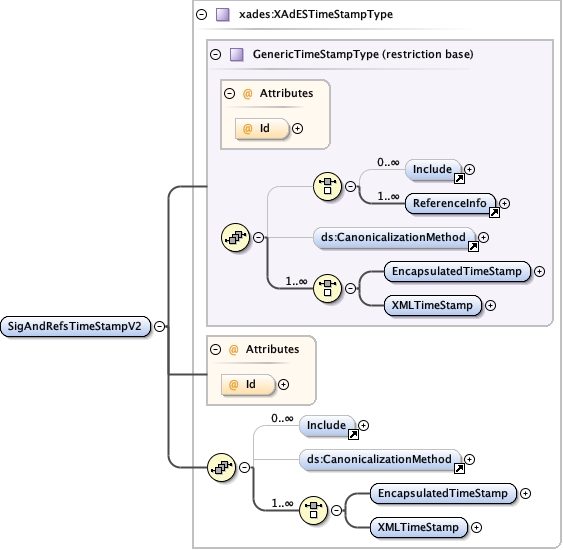 xades:XAdESTimeStampType
GenericTimeStampType (restriction base)
@ Attributes
@ Id
0..∞
Include
1..∞
ReferenceInfo
ds:CanonicalizationMethod
1..∞
EncapsulatedTimeStamp
XMLTimeStamp
SigAndRefsTimeStampV2
@ Attributes
@ Id
0..∞
Include
ds:CanonicalizationMethod
1..∞
EncapsulatedTimeStamp
XMLTimeStamp